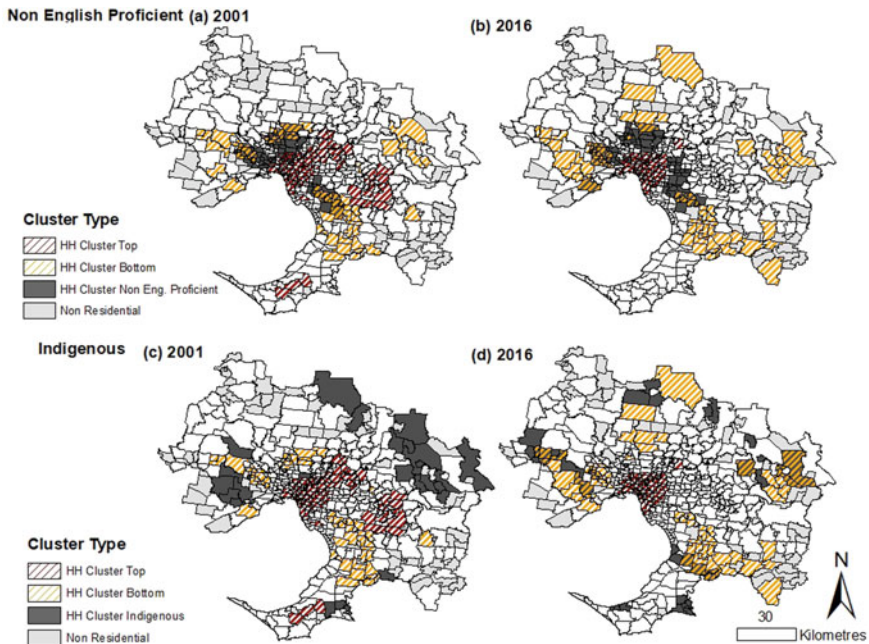 Non English Proficient (a) 2001
(b) 2016
Cluster Type
HH Cluster Top
HH Cluster Bottom
HH Cluster Non Eng. Proficient
Non Residential
Indigenous (c) 2001
(d) 2016
Cluster Type
HH Cluster Top
HH Cluster Bottom
HH Cluster Indigenous
Non Residential
N
30
Kilometres